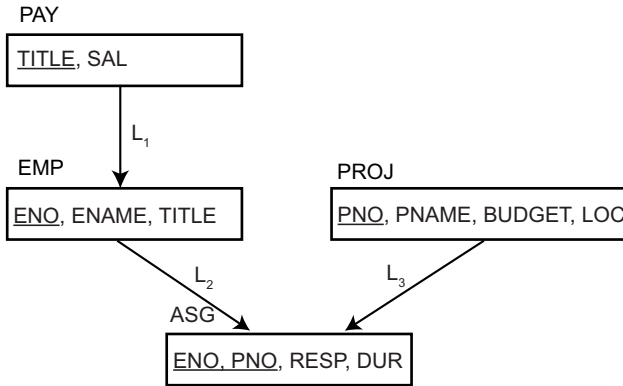 PAY
TITLE, SAL
L1
EMP
PROJ
ENO, ENAME, TITLE
PNO, PNAME, BUDGET, LOC
L2
L3
ASG
ENO, PNO, RESP, DUR